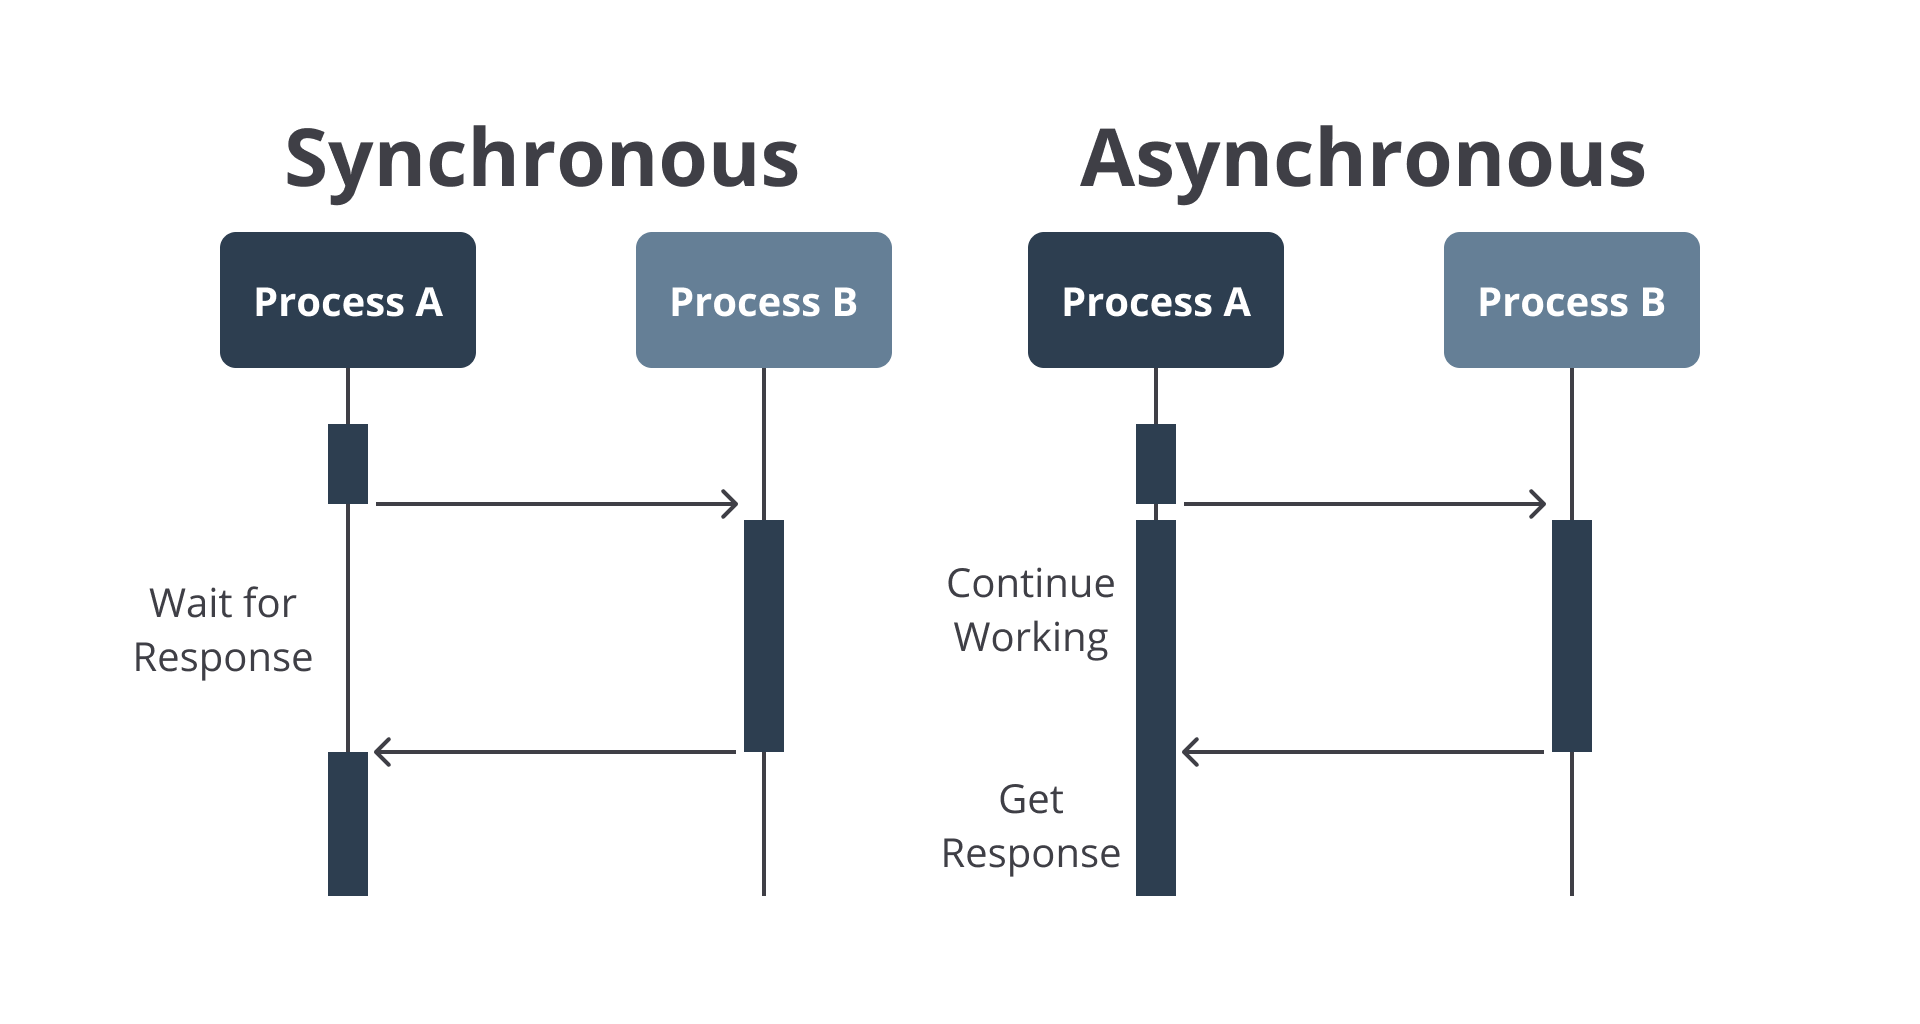 Synchronous
Process A
Process B
Wait for
Response
Asynchronous
Process A
Process B
Continue
Working
Get
Response